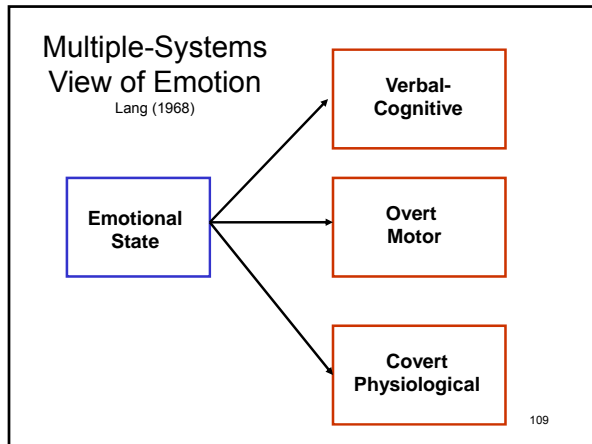 Multiple-Systems
View of Emotion
Lang (1968)
Verbal-
Cognitive
Emotional
State
Overt
Motor
Covert
Physiological
109